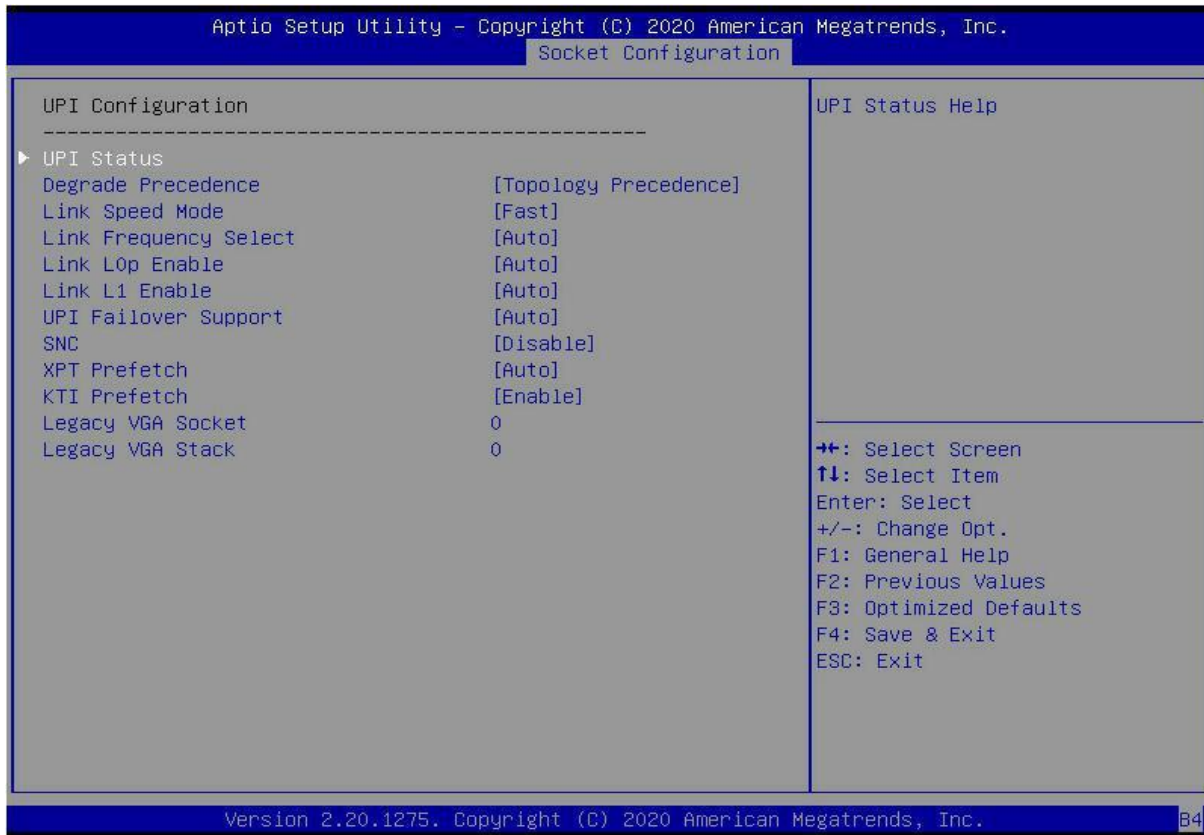 Aptio Setup Utility – Copyright (C) 2020 American Megatrends, Inc.
Socket Configuration
UPI Configuration
--------------------------------------------------
UPI Status
Degrade Precedence [Topology Precedence]
Link Speed Mode [Fast]
Link Frequency Select [Auto]
Link L0p Enable [Auto]
Link L1 Enable [Auto]
UPI Failover Support [Auto]
SNC [Disable]
XPT Prefetch [Auto]
KTI Prefetch [Enable]
Legacy VGA Socket 0
Legacy VGA Stack 0
UPI Status Help
→←: Select Screen
↑↓: Select Item
Enter: Select
+/-: Change Opt.
F1: General Help
F2: Previous Values
F3: Optimized Defaults
F4: Save & Exit
ESC: Exit
Version 2.20.1275. Copyright (C) 2020 American Megatrends, Inc.
B4